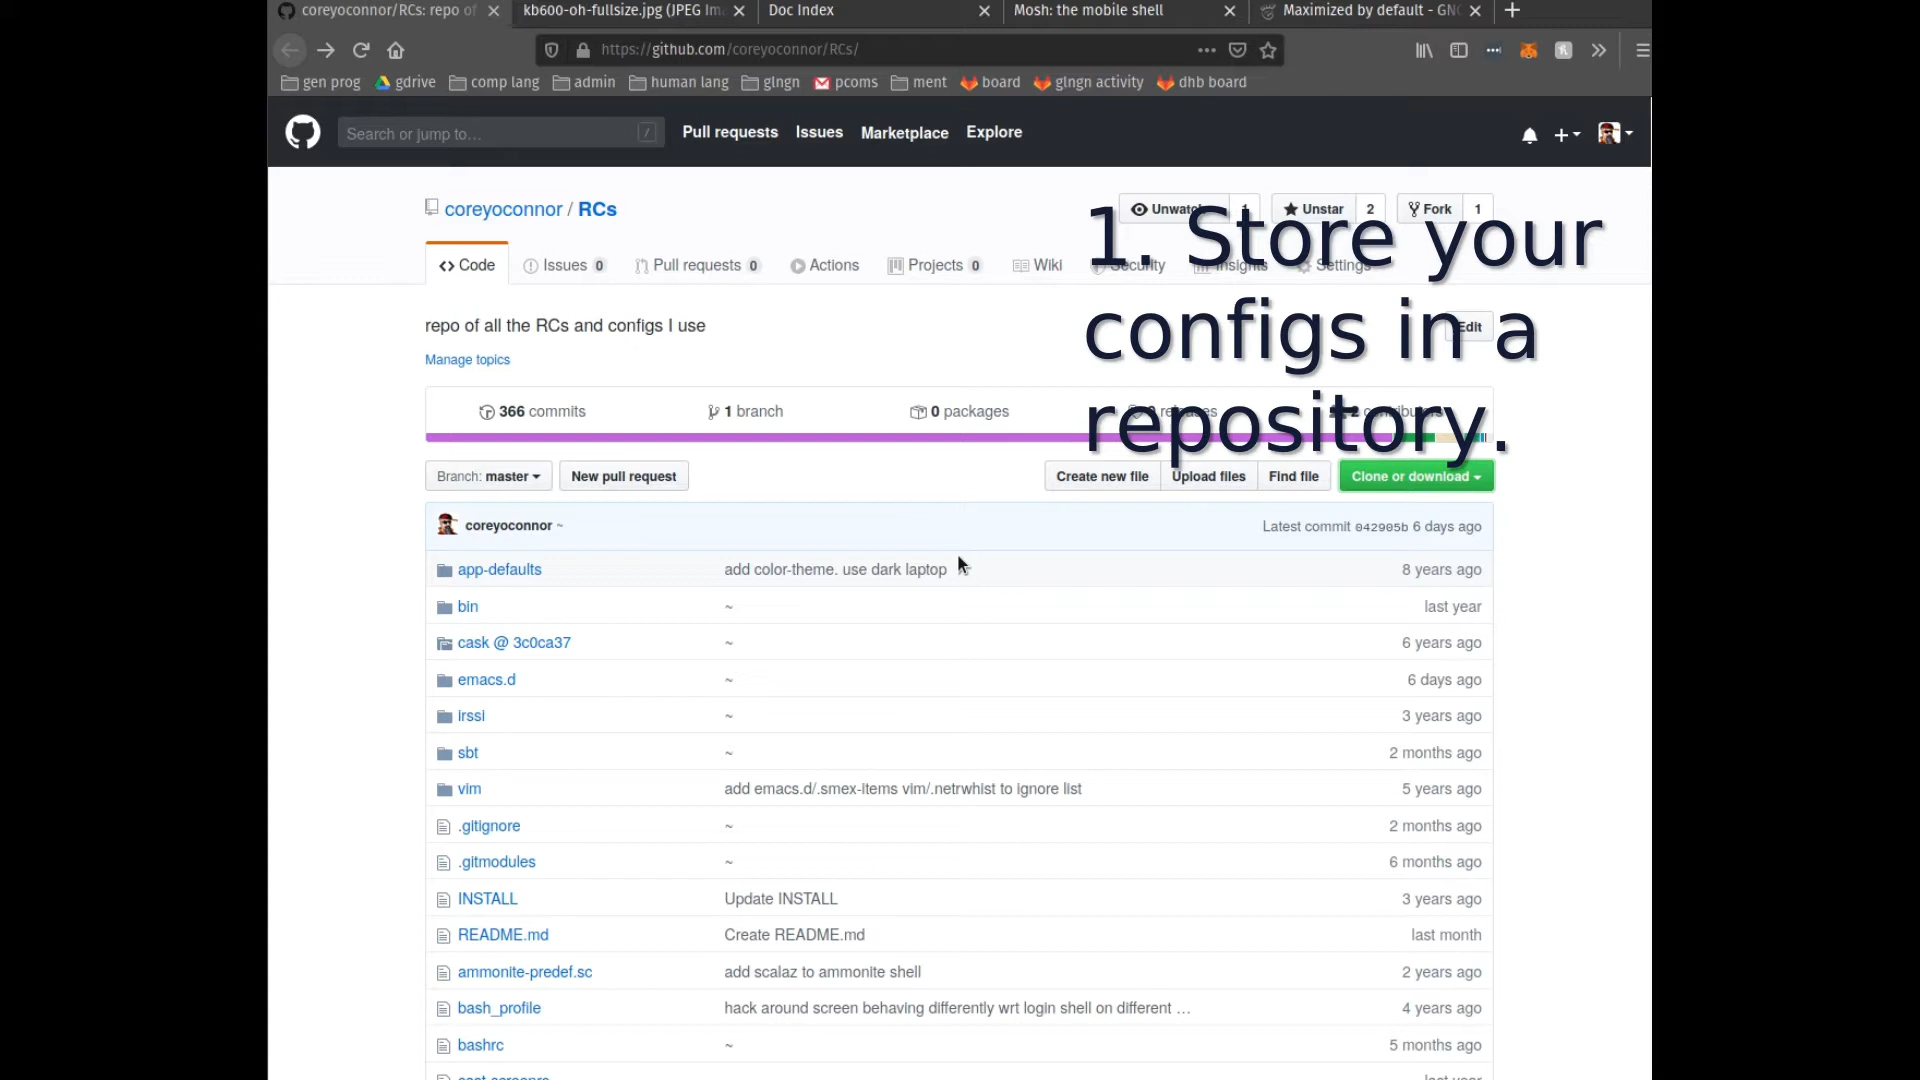 coreyoconnor/RCs: repo of
kb600-oh-fullsize.jpg (JPEG Im
Doc Index
Mosh: the mobile shell
Maximized by default - GN
https://github.com/coreyoconnor/RCs/
gen prog
gdrive
comp lang
admin
human lang
glngn
pcoms
ment
board
glngn activity
dhb board
Search or jump to…
/
Pull requests
Issues
Marketplace
Explore
coreyoconnor / RCs
Unwatch
1
Unstar 2
Fork 1
Code
Issues 0
Pull requests 0
Actions
Projects 0
Wiki
Security
Insights
Settings
1. Store your
configs in a
repository.
repo of all the RCs and configs I use
Edit
Manage topics
366 commits
1 branch
0 packages
0 releases
2 contributors
Branch: master
New pull request
Create new file
Upload files
Find file
Clone or download
coreyoconnor ~
Latest commit 042905b 6 days ago
app-defaults add color-theme. use dark laptop 8 years ago
bin ~ last year
cask @ 3c0ca37 ~ 6 years ago
emacs.d ~ 6 days ago
irssi ~ 3 years ago
sbt ~ 2 months ago
vim add emacs.d/.smex-items vim/.netrwhist to ignore list 5 years ago
.gitignore ~ 2 months ago
.gitmodules ~ 6 months ago
INSTALL Update INSTALL 3 years ago
README.md Create README.md last month
ammonite-predef.sc add scalaz to ammonite shell 2 years ago
bash_profile hack around screen behaving differently wrt login shell on different … 4 years ago
bashrc ~ 5 months ago